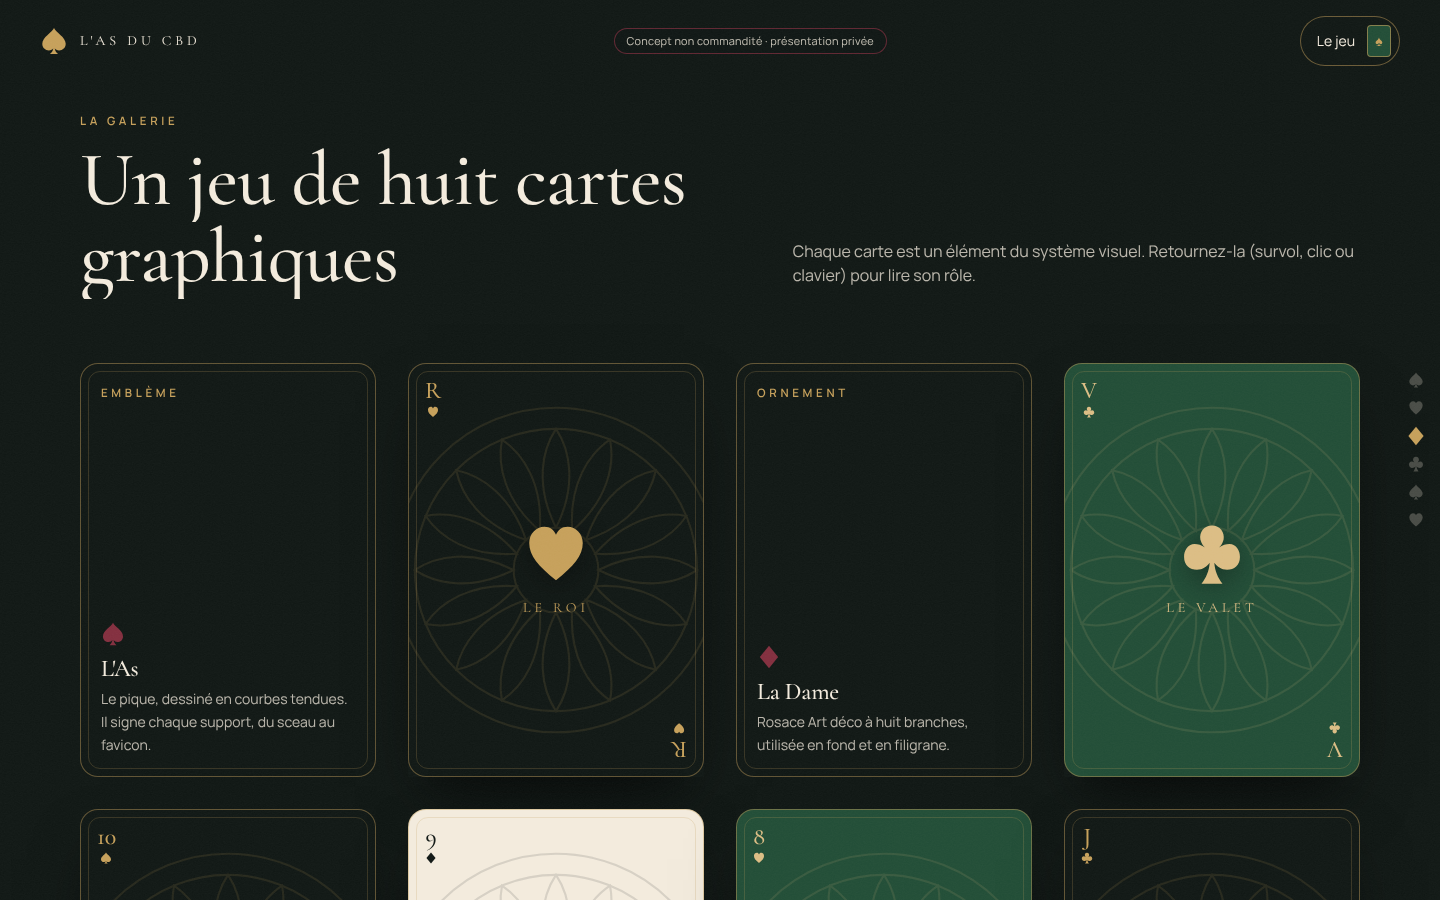 L'AS DU CBD
Concept non commandité · présentation privée
Le jeu
LA GALERIE
Un jeu de huit cartes
graphiques
Chaque carte est un élément du système visuel. Retournez-la (survol, clic ou
clavier) pour lire son rôle.
EMBLÈME
L'As
Le pique, dessiné en courbes tendues.
Il signe chaque support, du sceau au
favicon.
R
LE ROI
R
ORNEMENT
La Dame
Rosace Art déco à huit branches,
utilisée en fond et en filigrane.
V
LE VALET
V
10
9
8
J